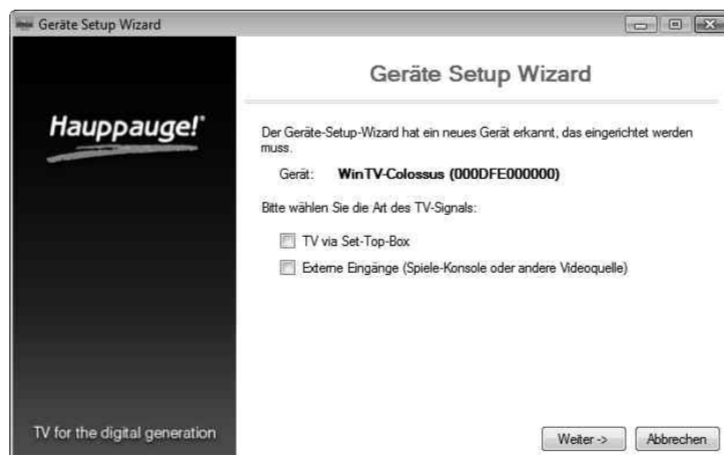 Geräte Setup Wizard
Hauppauge!
TV for the digital generation
Geräte Setup Wizard
Der Geräte-Setup-Wizard hat ein neues Gerät erkannt, das eingerichtet werden
muss.
Gerät: WinTV-Colossus (000DFE000000)
Bitte wählen Sie die Art des TV-Signals:
TV via Set-Top-Box
Externe Eingänge (Spiele-Konsole oder andere Videoquelle)
Weiter -> Abbrechen